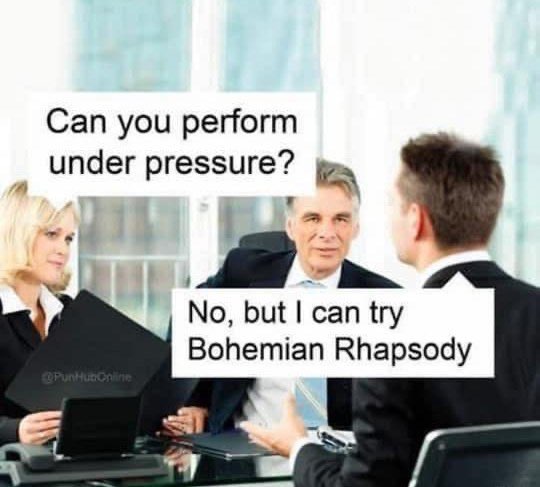 Can you perform
under pressure?
No, but I can try
Bohemian Rhapsody
@PunHubOnline